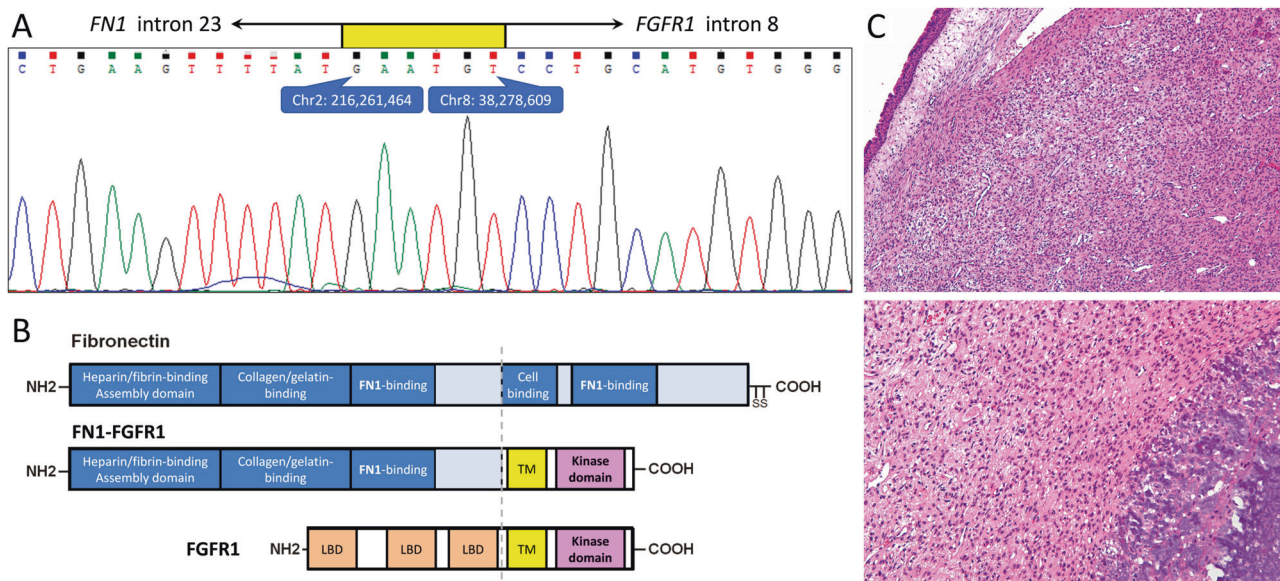 A
FN1 intron 23
FGFR1 intron 8
C T G A A G T T T T A T G A A T G T C C T G C A T G T G G G
Chr2: 216,261,464
Chr8: 38,278,609
B
Fibronectin
NH2
Heparin/fibrin-binding
Assembly domain
Collagen/gelatin-
binding
FN1-binding
Cell
binding
FN1-binding
SS
COOH
FN1-FGFR1
NH2
Heparin/fibrin-binding
Assembly domain
Collagen/gelatin-
binding
FN1-binding
TM
Kinase
domain
COOH
FGFR1
NH2
LBD
LBD
LBD
TM
Kinase
domain
COOH
C